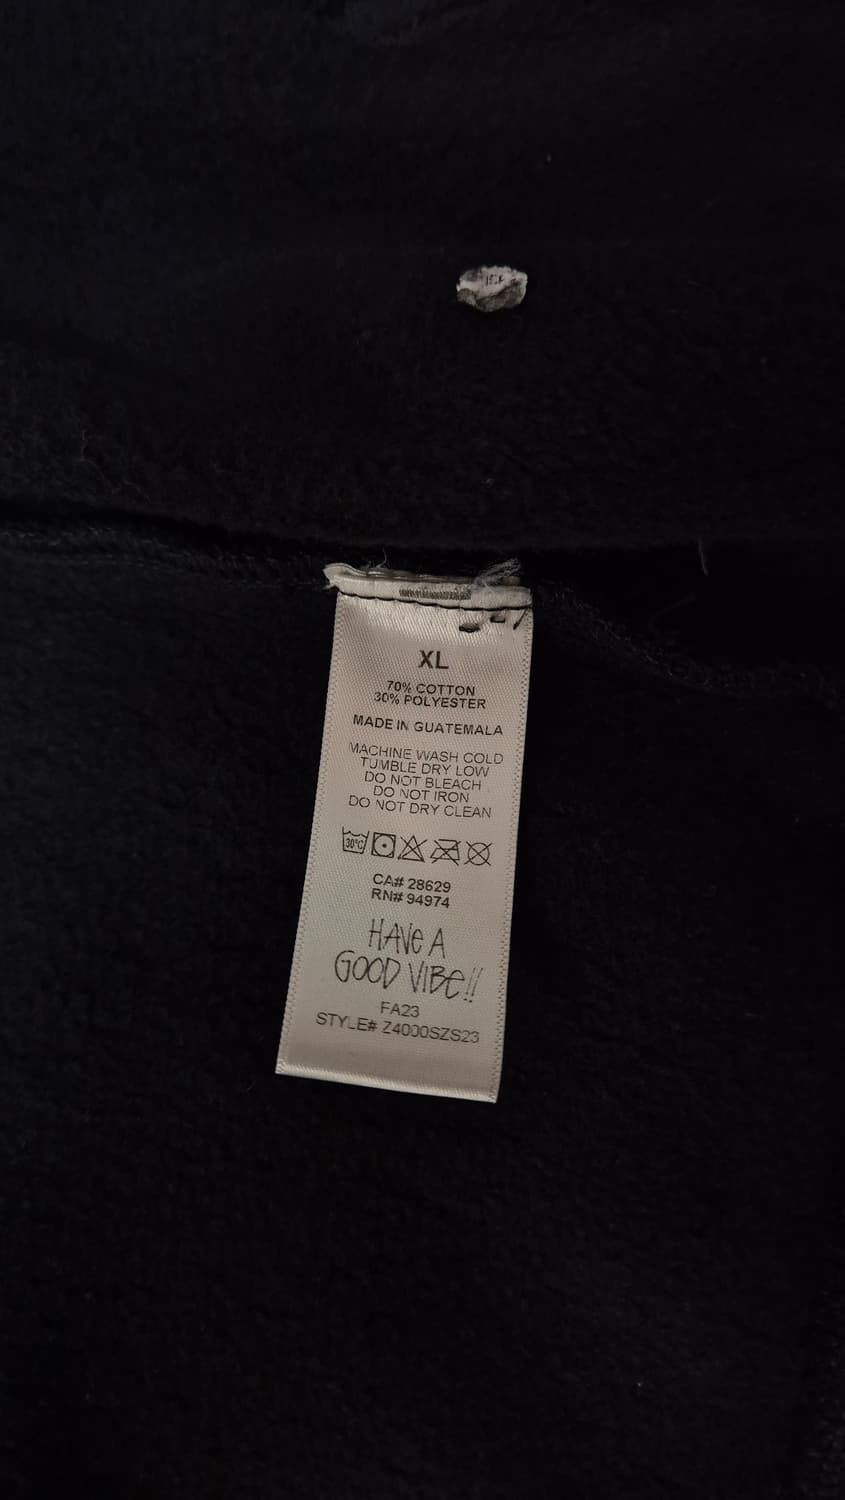 XL
70% COTTON
30% POLYESTER
MADE IN GUATEMALA
MACHINE WASH COLD
TUMBLE DRY LOW
DO NOT BLEACH
DO NOT IRON
DO NOT DRY CLEAN
30°C
CA# 28629
RN# 94974
HAVE A
GOOD VIBE!!
FA23
STYLE# Z4000SZS23